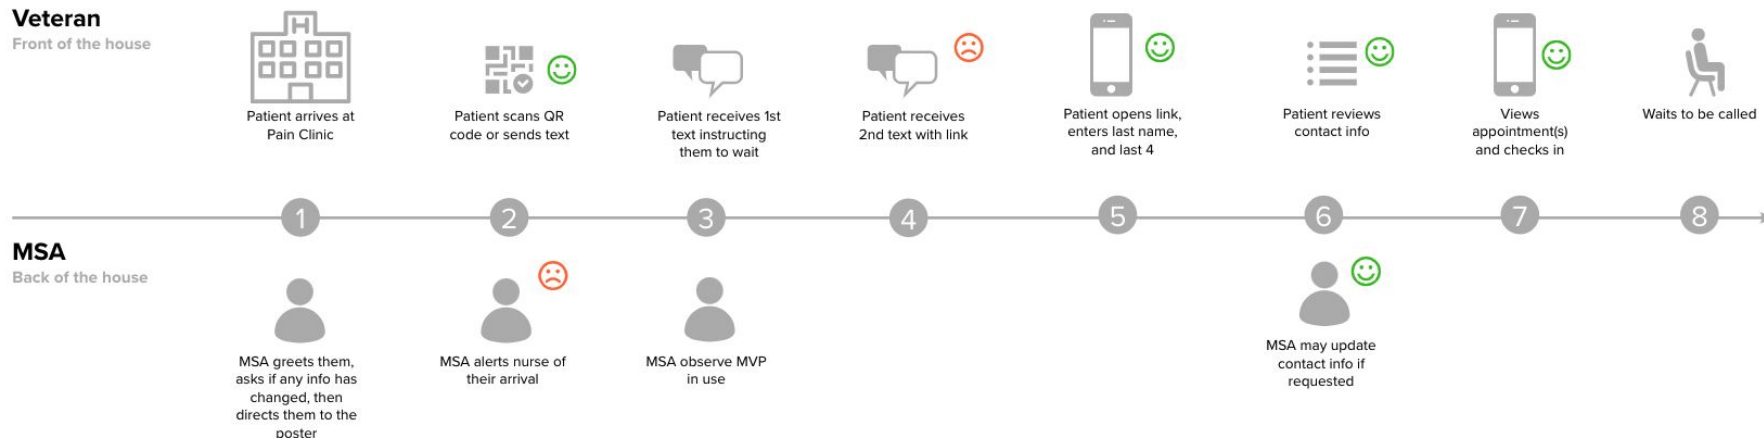 Veteran
Front of the house
H
Patient arrives at
Pain Clinic
Patient scans QR
code or sends text
Patient receives 1st
text instructing
them to wait
Patient receives
2nd text with link
Patient opens link,
enters last name,
and last 4
Patient reviews
contact info
Views
appointment(s)
and checks in
Waits to be called
1
2
3
4
5
6
7
8
MSA
Back of the house
MSA greets them,
asks if any info has
changed, then
directs them to the
poster
MSA alerts nurse of
their arrival
MSA observe MVP
in use
MSA may update
contact info if
requested